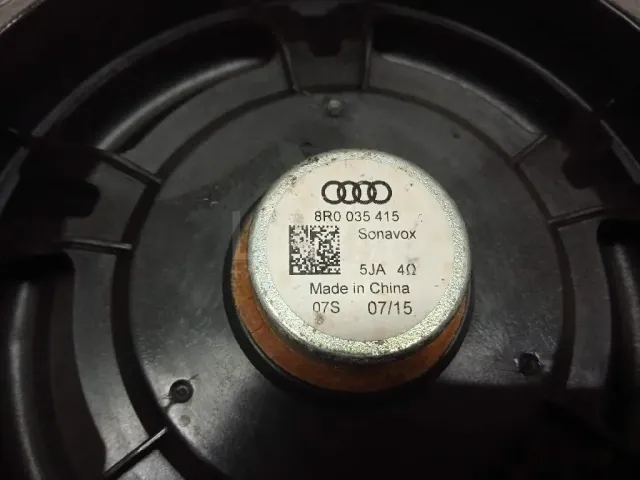 8R0 035 415
Sonavox
5JA 4Ω
Made in China
07S 07/15